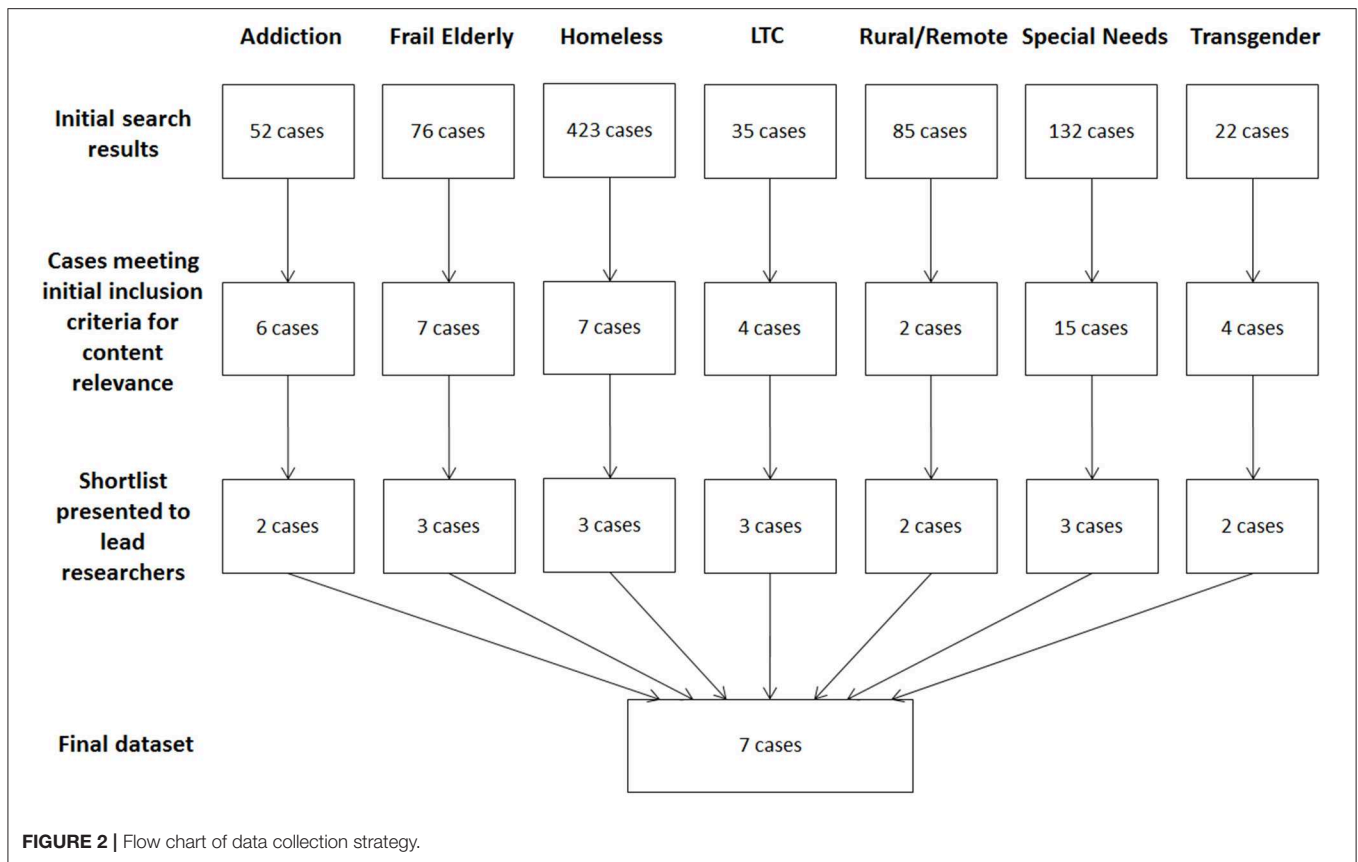 Addiction Frail Elderly Homeless LTC Rural/Remote Special Needs Transgender
Initial search
results
52 cases 76 cases 423 cases 35 cases 85 cases 132 cases 22 cases
Cases meeting
initial inclusion
criteria for
content
relevance
6 cases 7 cases 7 cases 4 cases 2 cases 15 cases 4 cases
Shortlist
presented to
lead
researchers
2 cases 3 cases 3 cases 3 cases 2 cases 3 cases 2 cases
Final dataset
7 cases
FIGURE 2 | Flow chart of data collection strategy.